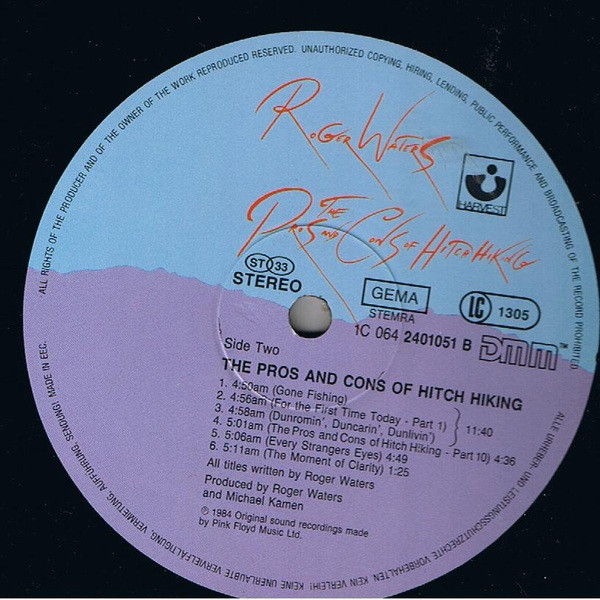 ALL RIGHTS OF THE PRODUCER AND OF THE OWNER OF THE WORK REPRODUCED RESERVED. UNAUTHORIZED COPYING, HIRING, LENDING, PUBLIC PERFORMANCE AND BROADCASTING OF THE RECORD PROHIBITED.
ROGER WATERS
HARVEST
THE
PROS AND CONS OF HITCH HIKING
ST 33
STEREO
GEMA
STEMRA
LC 1305
1C 064 2401051 B DMM™
Side Two
THE PROS AND CONS OF HITCH HIKING
1. 4:50am (Gone Fishing)
2. 4:56am (For the First Time Today - Part 1)
3. 4:58am (Dunromin', Duncarin', Dunlivin') 11:40
4. 5:01am (The Pros and Cons of Hitch Hiking - Part 10) 4:36
5. 5:06am (Every Strangers Eyes) 4:49
6. 5:11am (The Moment of Clarity) 1:25
All titles written by Roger Waters
Produced by Roger Waters
and Michael Kamen
℗ 1984 Original sound recordings made
by Pink Floyd Music Ltd.
ALLE URHEBER- UND LEISTUNGSSCHUTZRECHTE VORBEHALTEN. KEIN VERLEIH! KEINE UNERLAUBTE VERVIELFÄLTIGUNG, VERMIETUNG, AUFFÜHRUNG, SENDUNG! MADE IN EEC.